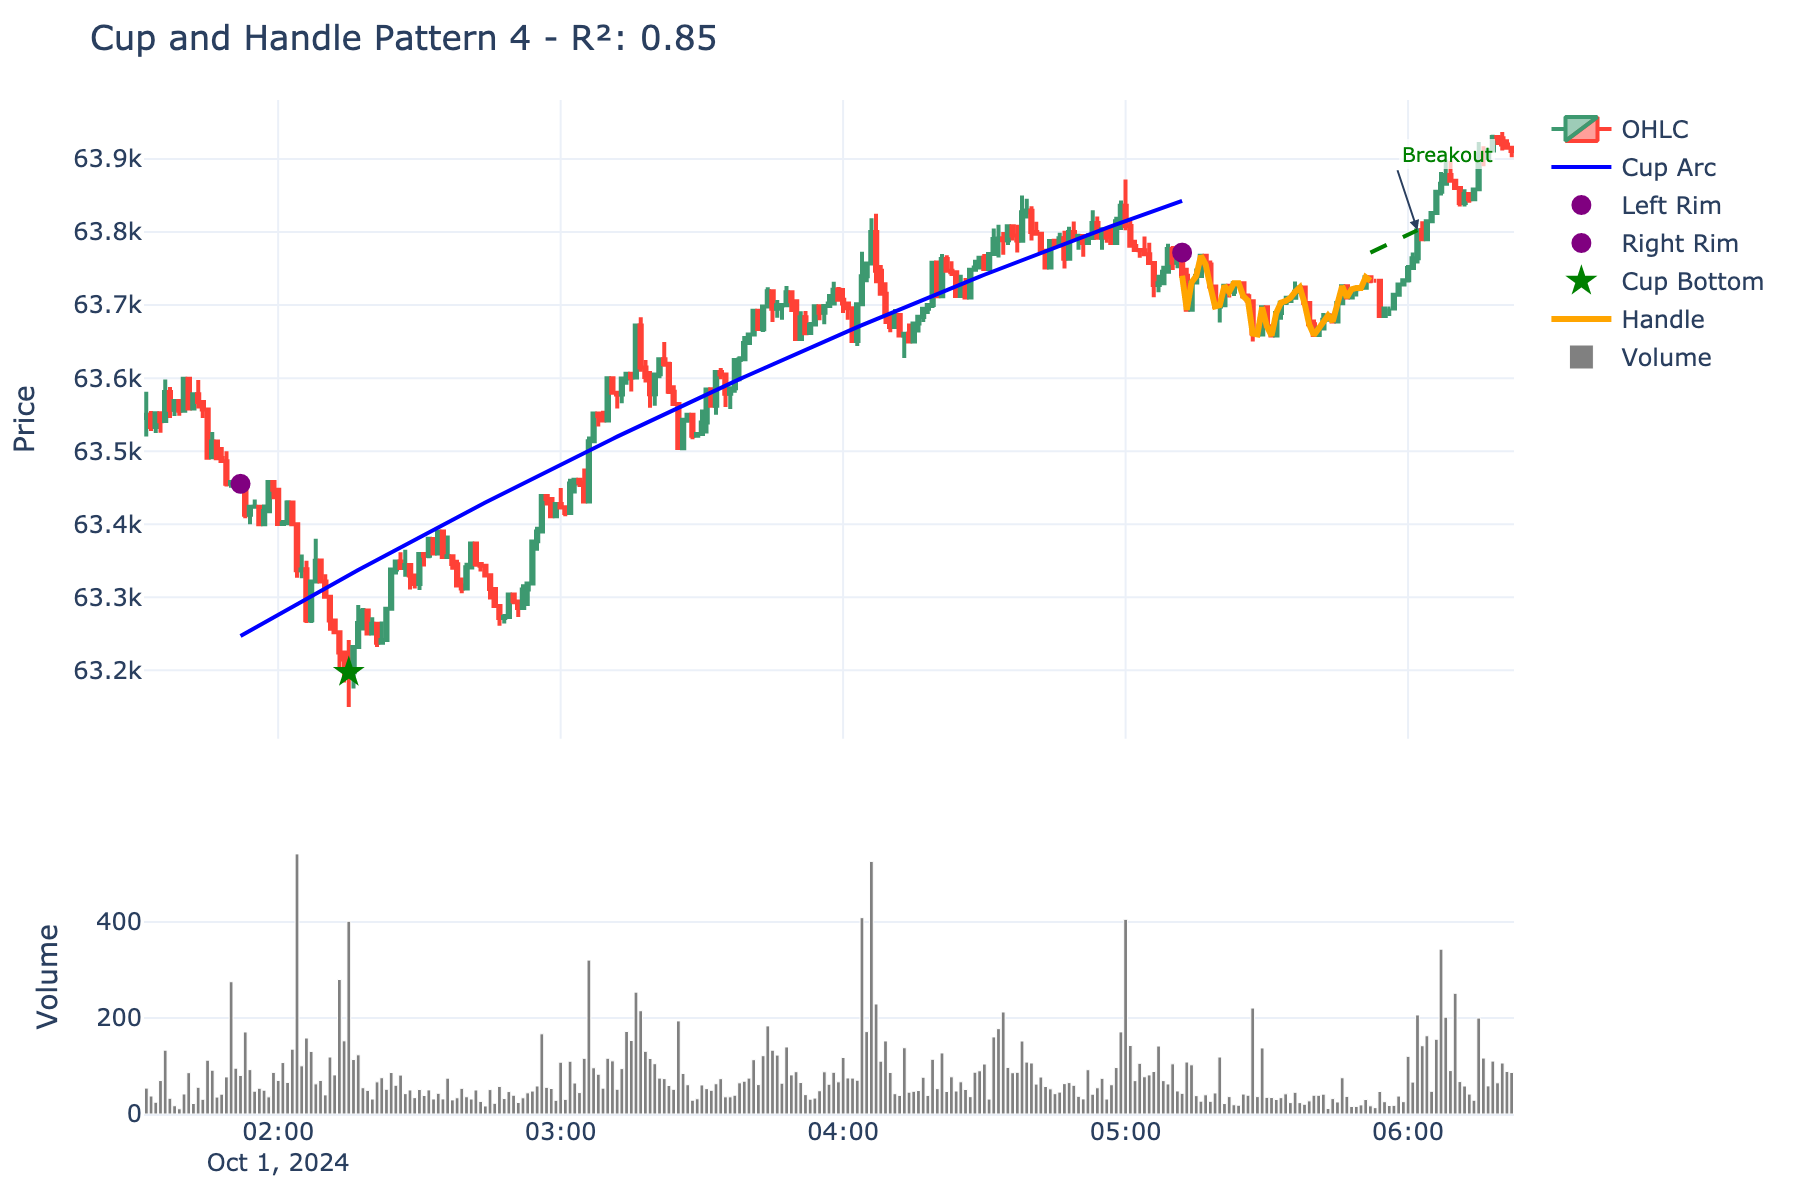 Cup and Handle Pattern 4 - R²: 0.85
OHLC
Cup Arc
Left Rim
Right Rim
Cup Bottom
Handle
Volume
Breakout
Price
63.9k
63.8k
63.7k
63.6k
63.5k
63.4k
63.3k
63.2k
Volume
400
200
0
02:00
03:00
04:00
05:00
06:00
Oct 1, 2024